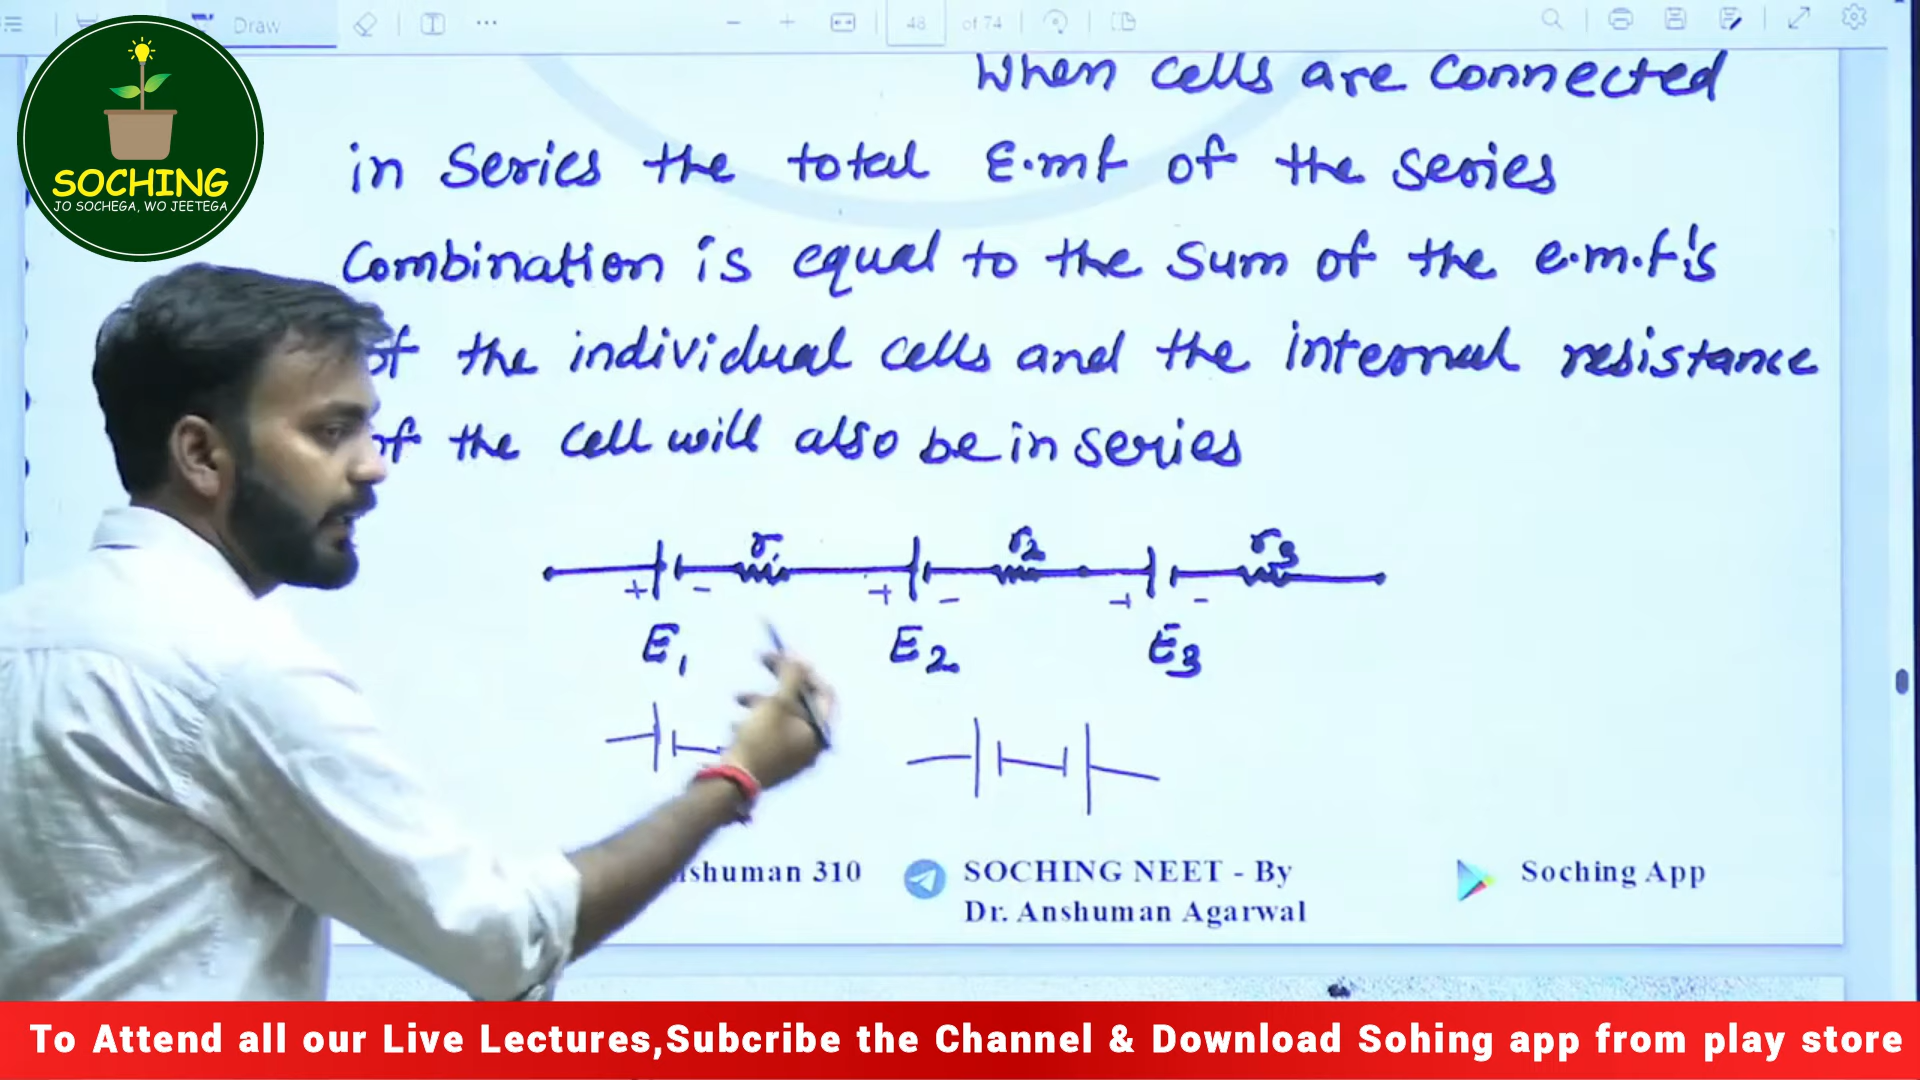 Draw
48 of 74
SOCHING
JO SOCHEGA, WO JEETEGA
When cells are connected
in series the total E.mf of the series
Combination is equal to the sum of the e.m.f's
of the individual cells and the internal resistance
of the cell will also be in series
r1 r2 r3
+ - + - + -
E1 E2 E3
shuman 310
SOCHING NEET - By
Dr. Anshuman Agarwal
Soching App
To Attend all our Live Lectures,Subcribe the Channel & Download Sohing app from play store